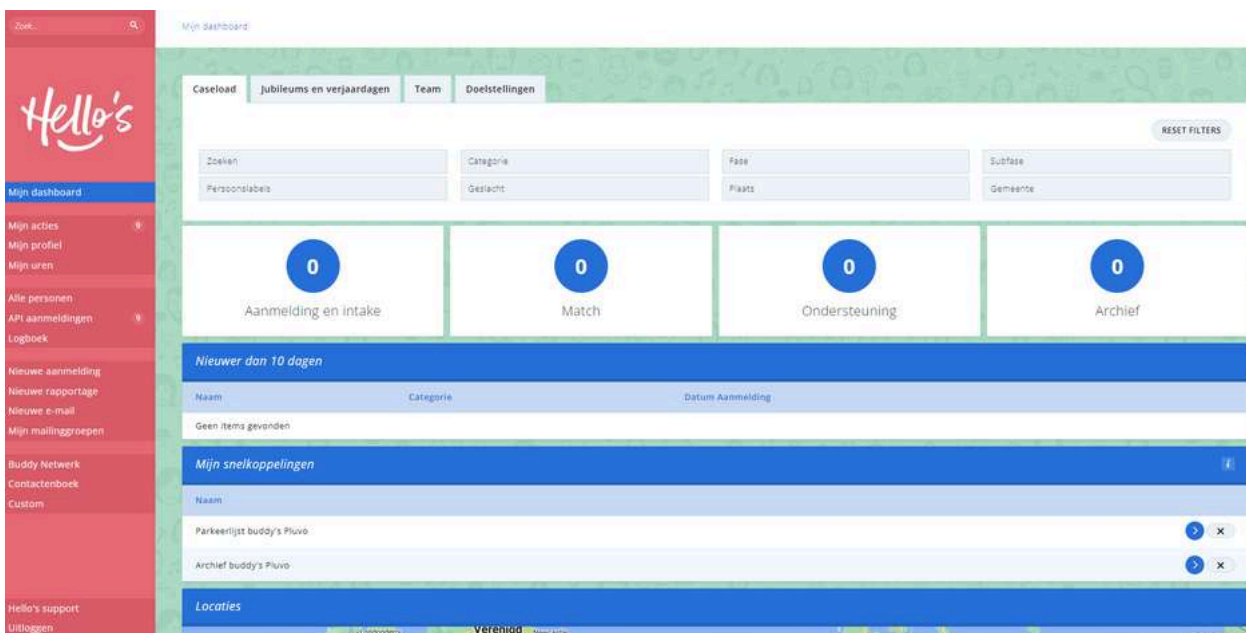 Zoek...
Mijn dashboard
Hello's
Caseload Jubileums en verjaardagen Team Doelstellingen
RESET FILTERS
Zoeken Categorie Fase Subfase
Persoonslabels Geslacht Plaats Gemeente
Mijn dashboard
Mijn acties
Mijn profiel
Mijn uren
Alle personen
API aanmeldingen
Logboek
Nieuwe aanmelding
Nieuwe rapportage
Nieuwe e-mail
Mijn mailinggroepen
Buddy Netwerk
Contactenboek
Custom
Hello's support
Uitloggen
0 0 0 0
Aanmelding en intake Match Ondersteuning Archief
Nieuwer dan 10 dagen
Naam Categorie Datum Aanmelding
Geen items gevonden
Mijn snelkoppelingen i
Naam
Parkeerlijst buddy's Pluvo
Archief buddy's Pluvo
Locaties
Verenigd